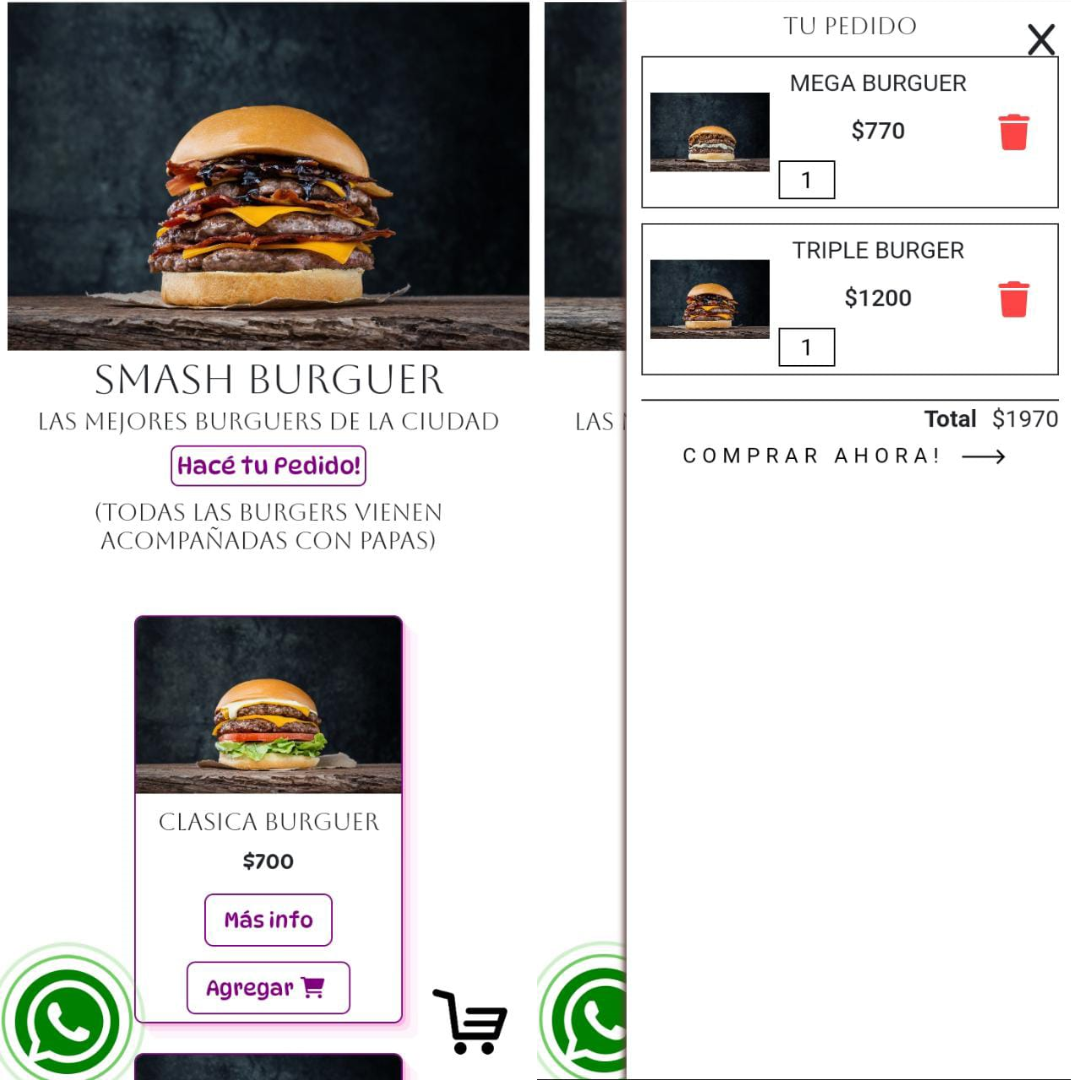 SMASH BURGUER
LAS MEJORES BURGUERS DE LA CIUDAD
Hacé tu Pedido!
(TODAS LAS BURGERS VIENEN
ACOMPAÑADAS CON PAPAS)
CLASICA BURGUER
$700
Más info
Agregar
LAS
TU PEDIDO
X
MEGA BURGUER
$770
1
TRIPLE BURGER
$1200
1
Total $1970
COMPRAR AHORA!